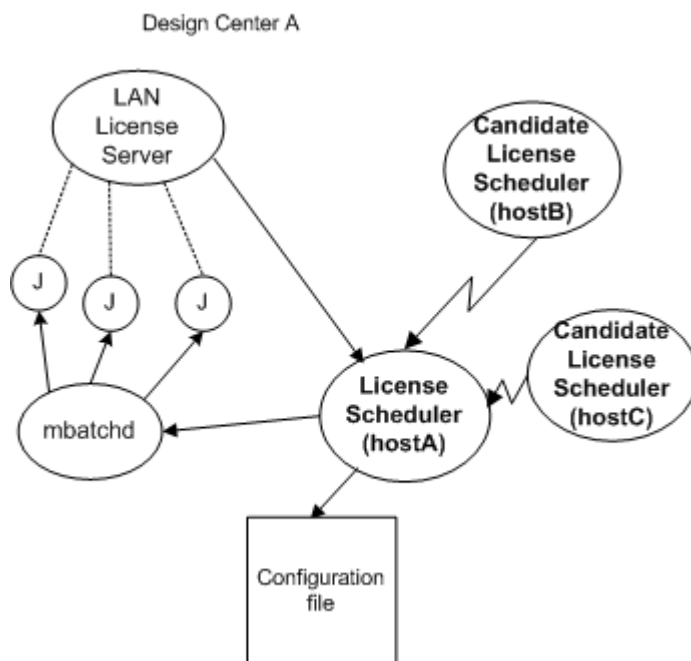 Design Center A
LAN
License
Server
Candidate
License
Scheduler
(hostB)
J
J
J
Candidate
License
Scheduler
(hostC)
License
Scheduler
(hostA)
mbatchd
Configuration
file